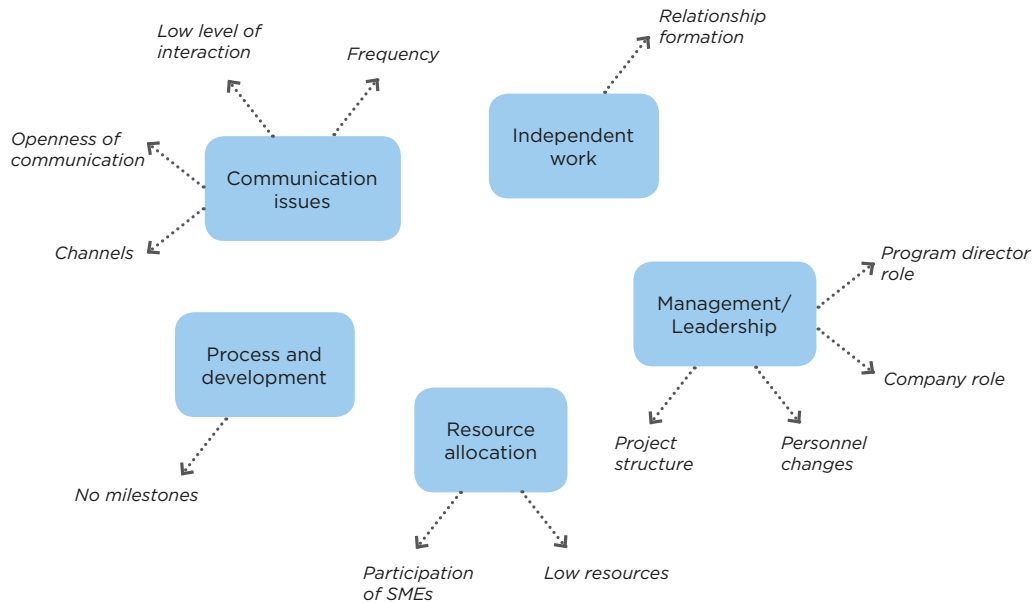 Relationship
formation
Low level of
interaction
Frequency
Openness of
communication
Independent
work
Communication
issues
Channels
Program director
role
Management/
Leadership
Process and
development
Company role
Resource
allocation
Project
structure
Personnel
changes
No milestones
Participation
of SMEs
Low resources